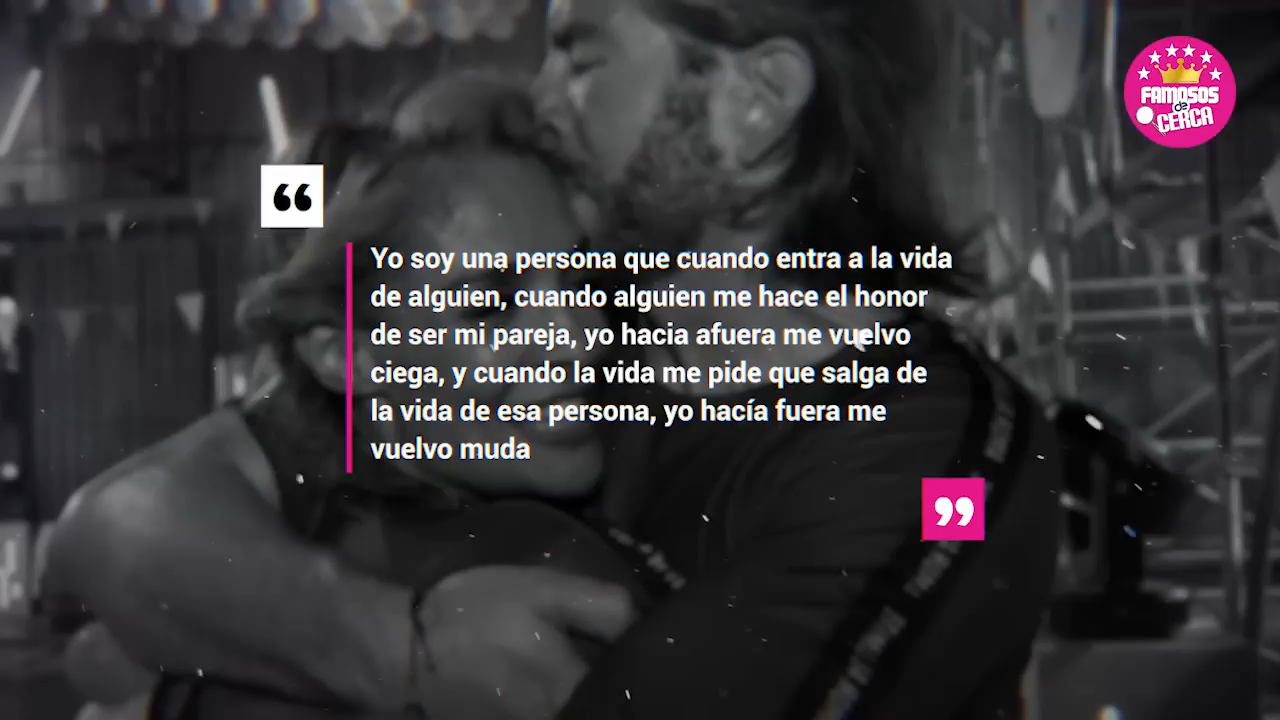 FAMOSOS
de
CERCA
“
Yo soy una persona que cuando entra a la vida
de alguien, cuando alguien me hace el honor
de ser mi pareja, yo hacia afuera me vuelvo
ciega, y cuando la vida me pide que salga de
la vida de esa persona, yo hacía fuera me
vuelvo muda
”